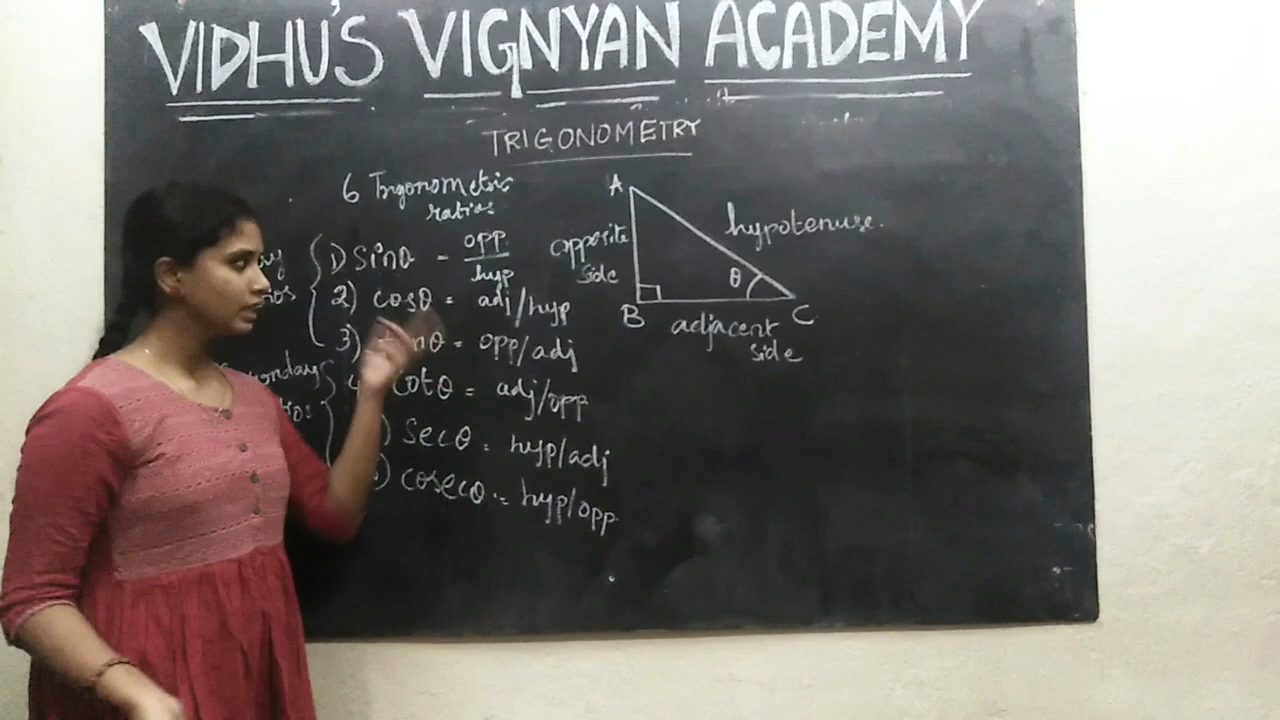 VIDHU'S VIGNYAN ACADEMY
TRIGONOMETRY
6 Trigonometric
ratios
1) Sinθ = opp/hyp
2) cosθ = adj/hyp
3) θ = opp/adj
cotθ = adj/opp
secθ = hyp/adj
cosecθ = hyp/opp
A
hypotenuse.
opposite
side
θ
B
C
adjacent
side